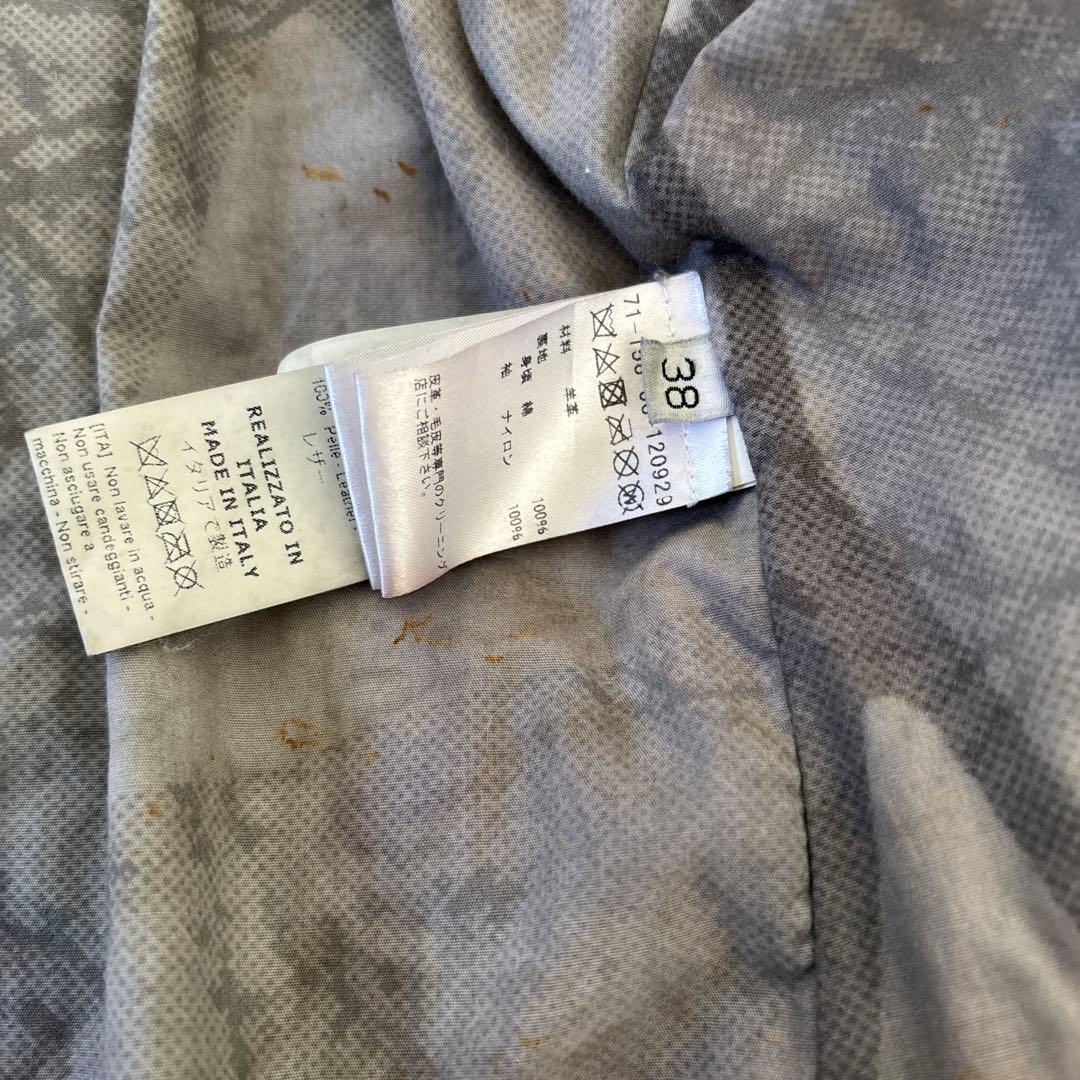 38
71-138-08120929
材料 羊革
裏地
身頃 綿 100%
袖 ナイロン 100%
皮革・毛皮等専門のクリーニング
店にご相談下さい。
100% Pelle - Leather
レザー
REALIZZATO IN
ITALIA
MADE IN ITALY
イタリアで製造
[ITA] Non lavare in acqua -
Non usare candeggianti -
Non asciugare a
macchina - Non stirare -